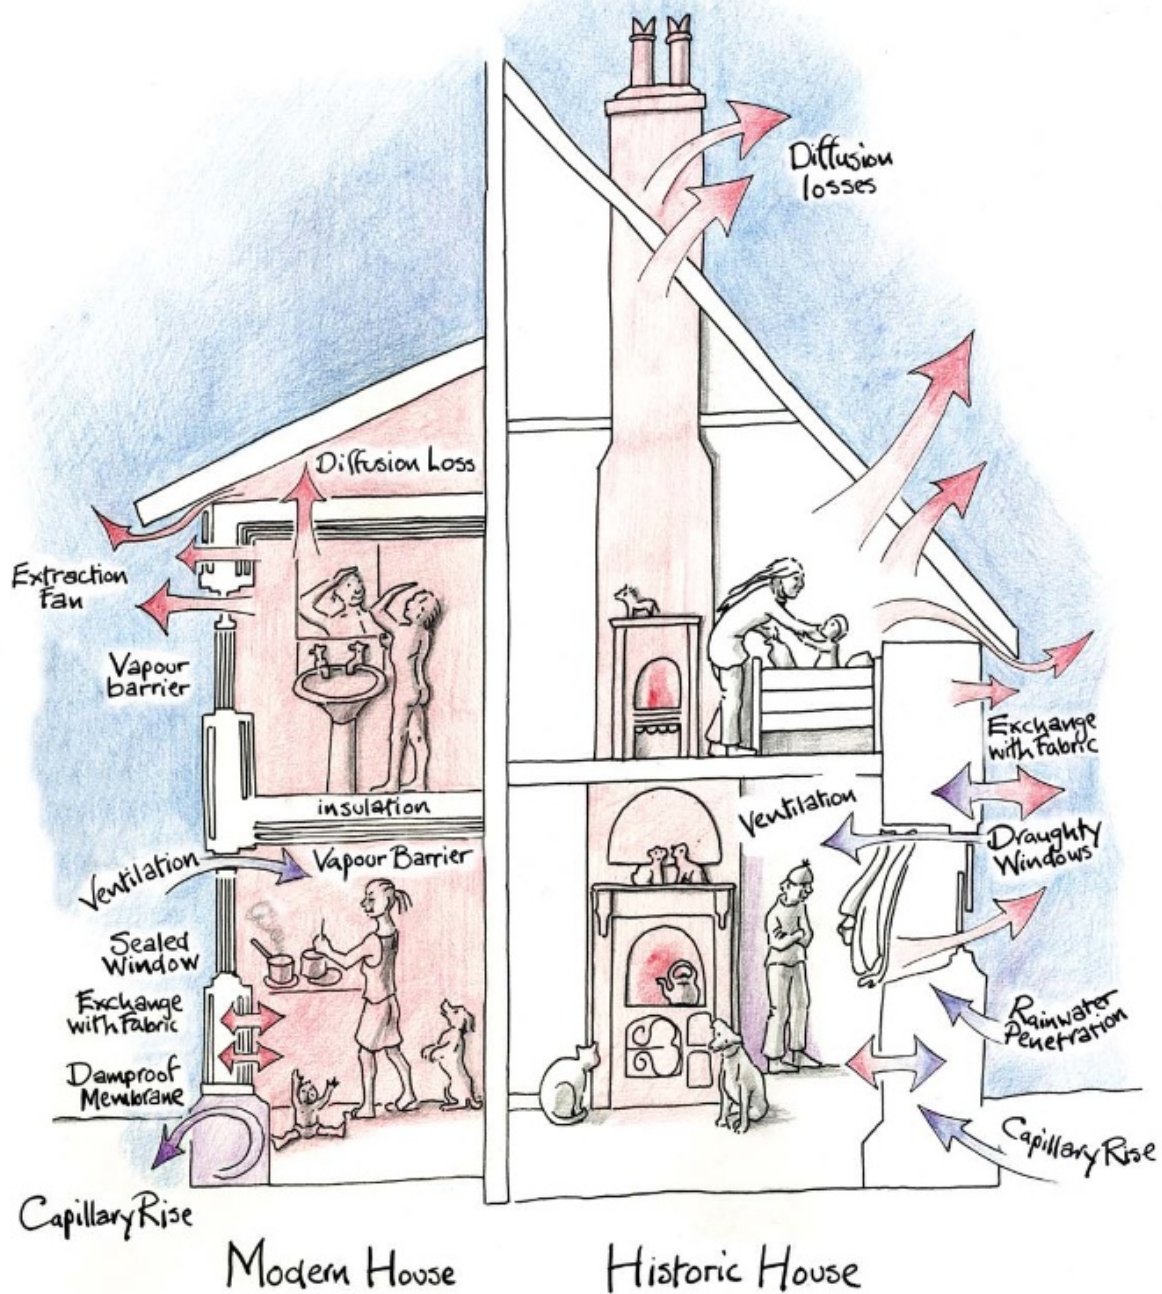 Diffusion
losses
Diffusion Loss
Extraction
Fan
Vapour
barrier
insulation
Ventilation
Vapour Barrier
Sealed
Window
Exchange
with Fabric
Damproof
Membrane
Capillary Rise
Exchange
with Fabric
Ventilation
Draughty
Windows
Rainwater
Penetration
Capillary Rise
Modern House
Historic House